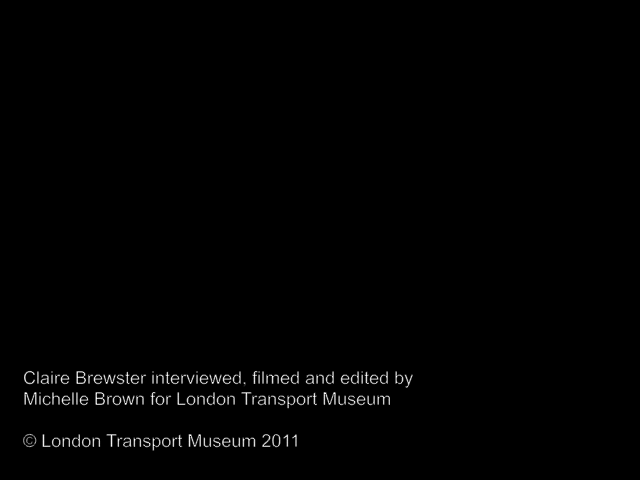 Claire Brewster interviewed, filmed and edited by
Michelle Brown for London Transport Museum
© London Transport Museum 2011